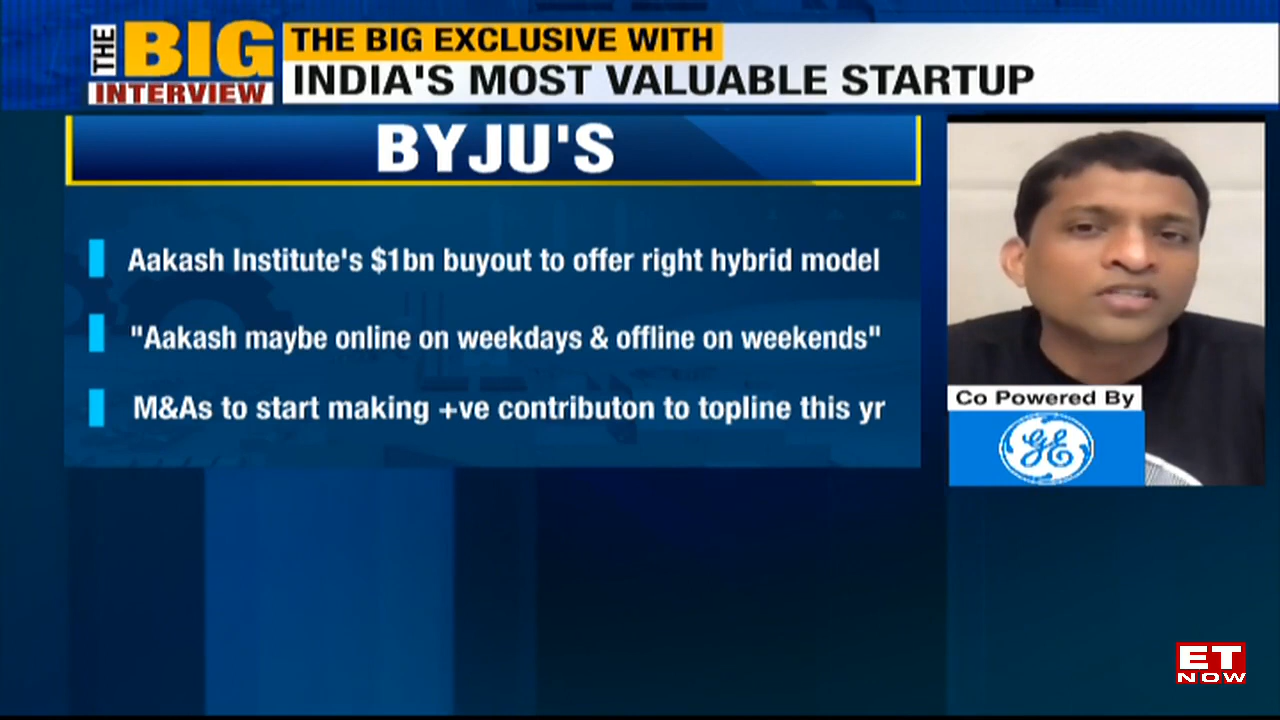 THE BIG INTERVIEW
THE BIG EXCLUSIVE WITH
INDIA'S MOST VALUABLE STARTUP
BYJU'S
Aakash Institute's $1bn buyout to offer right hybrid model
"Aakash maybe online on weekdays & offline on weekends"
M&As to start making +ve contributon to topline this yr
Co Powered By
GE
ET
NOW